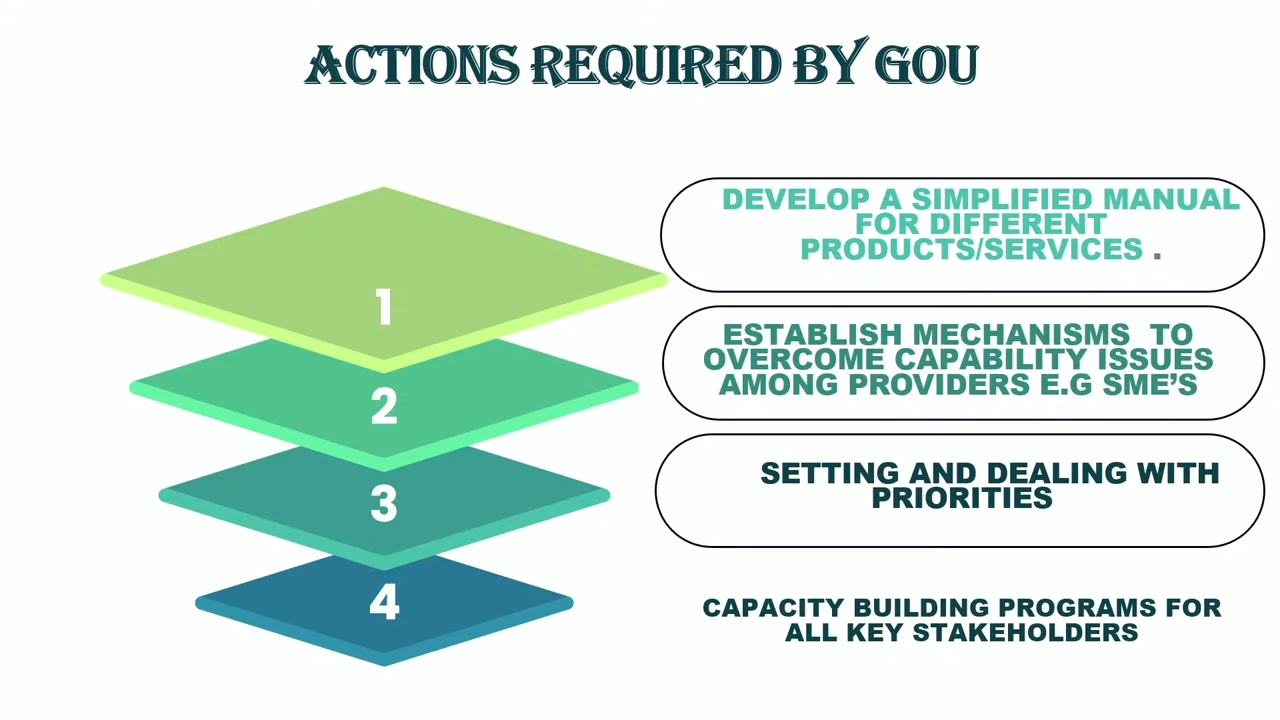 ACTIONS REQUIRED BY GOU
1
DEVELOP A SIMPLIFIED MANUAL
FOR DIFFERENT
PRODUCTS/SERVICES .
2
ESTABLISH MECHANISMS TO
OVERCOME CAPABILITY ISSUES
AMONG PROVIDERS E.G SME’S
3
SETTING AND DEALING WITH
PRIORITIES
4
CAPACITY BUILDING PROGRAMS FOR
ALL KEY STAKEHOLDERS